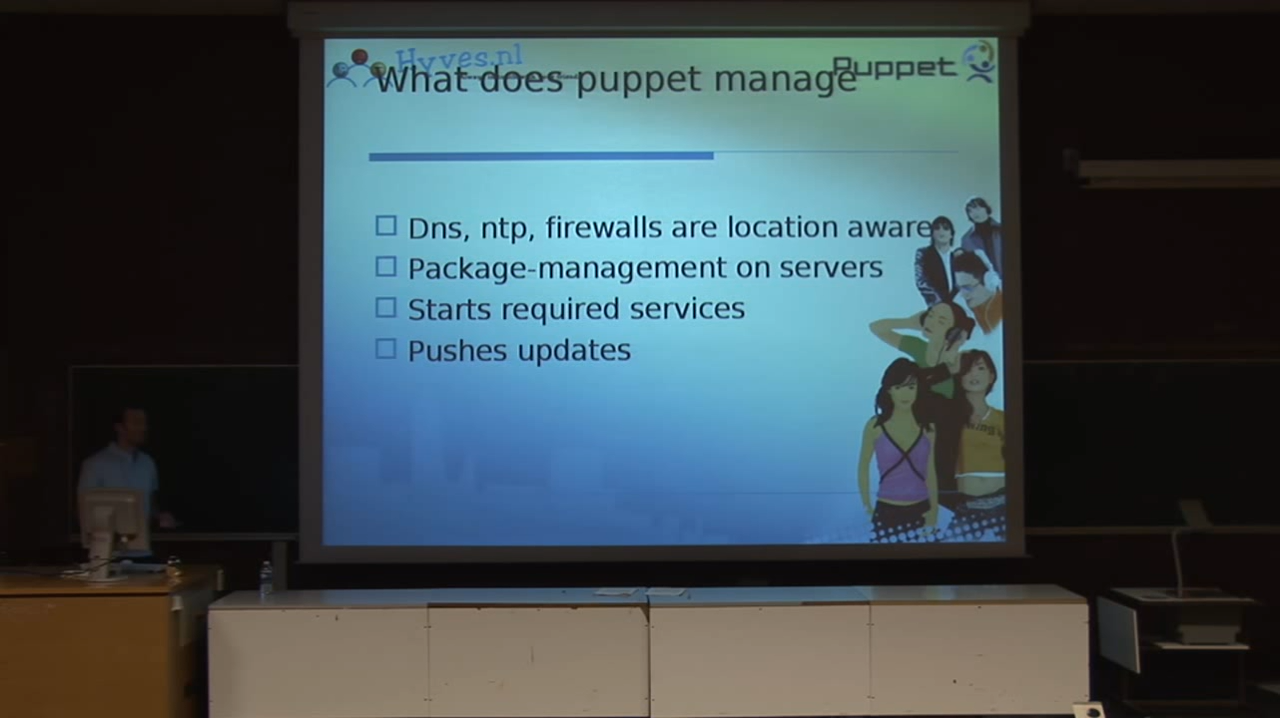 Hyves.nl
Puppet
What does puppet manage
Dns, ntp, firewalls are location aware
Package-management on servers
Starts required services
Pushes updates